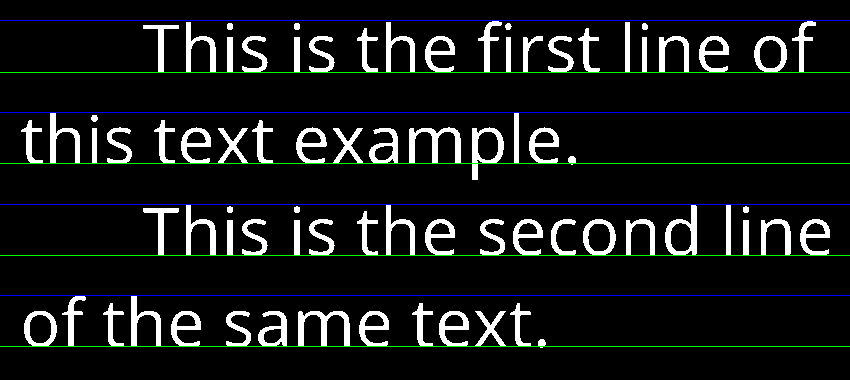 This is the first line of
this text example.
This is the second line
of the same text.